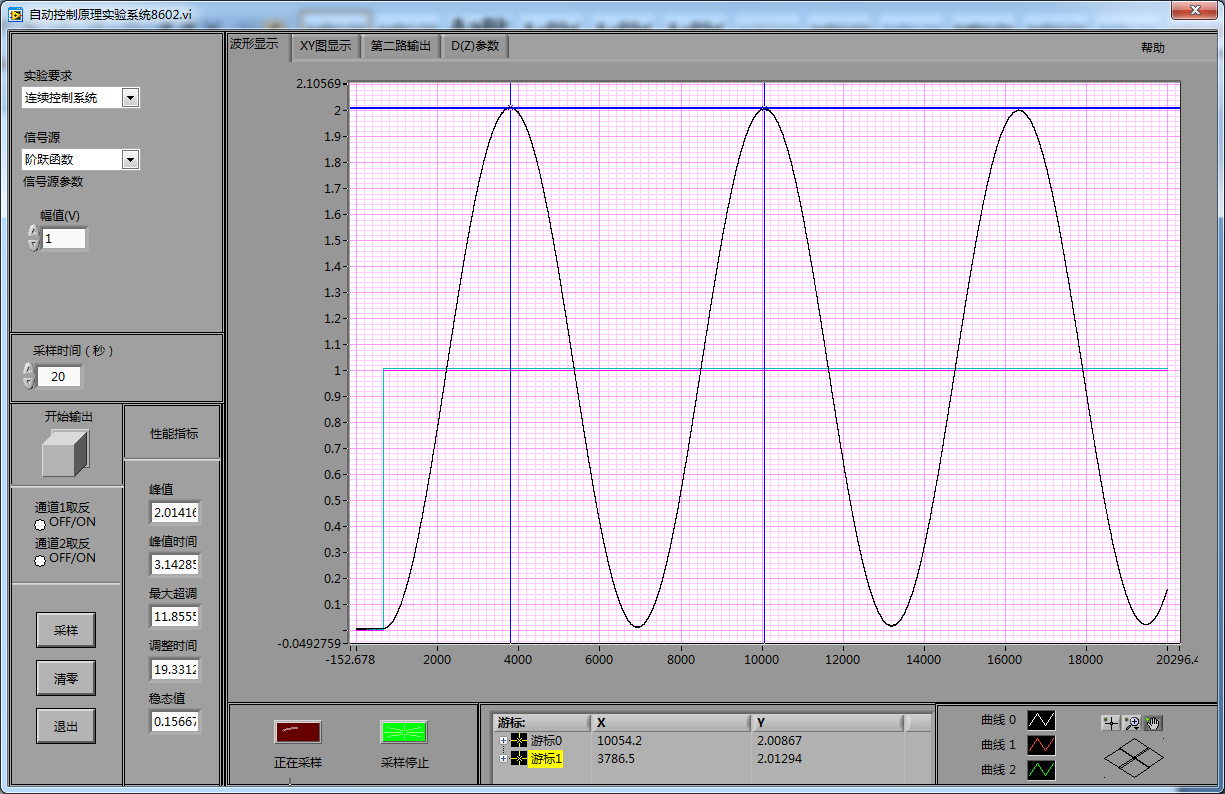 自动控制原理实验系统8602.vi
波形显示 XY图显示 第二路输出 D(Z)参数 帮助
实验要求
连续控制系统
信号源
阶跃函数
信号源参数
幅值(V)
1
采样时间（秒）
20
开始输出
通道1取反
OFF/ON
通道2取反
OFF/ON
采样
清零
退出
性能指标
峰值
2.01416
峰值时间
3.14285
最大超调
11.8555
调整时间
19.3312
稳态值
0.15667
2.10569
2
1.9
1.8
1.7
1.6
1.5
1.4
1.3
1.2
1.1
1
0.9
0.8
0.7
0.6
0.5
0.4
0.3
0.2
0.1
-0.0492759
-152.678 2000 4000 6000 8000 10000 12000 14000 16000 18000 20296.4
正在采样 采样停止
游标: X Y
游标0 10054.2 2.00867
游标1 3786.5 2.01294
曲线 0
曲线 1
曲线 2